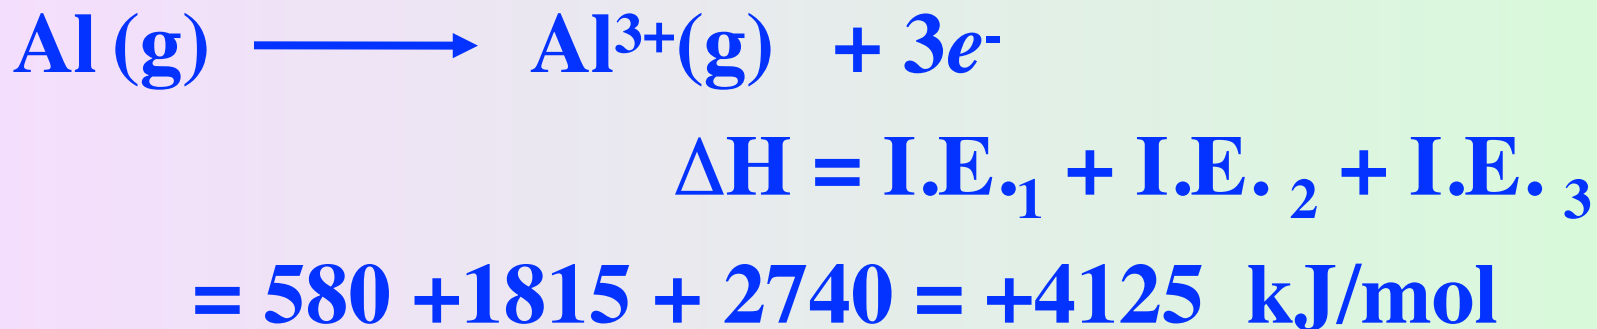 Al (g) ⟶ Al³⁺(g) + 3e⁻
ΔH = I.E.₁ + I.E. ₂ + I.E. ₃
= 580 +1815 + 2740 = +4125 kJ/mol